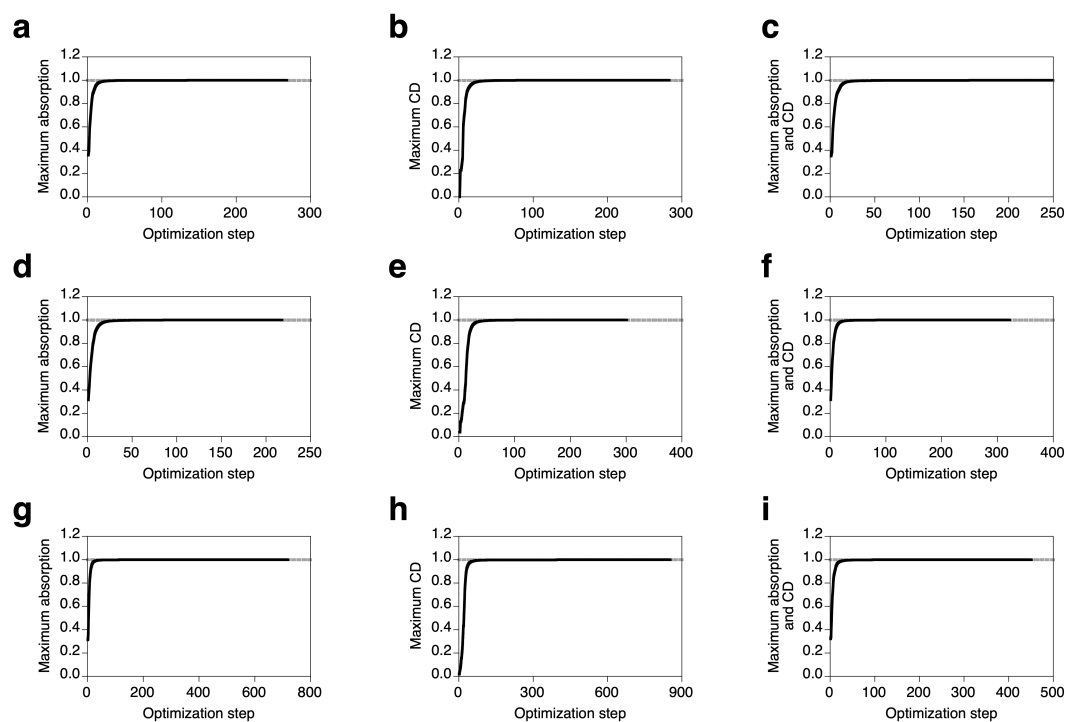 a b c
1.2 1.2 1.2
1.0 1.0 1.0
0.8 0.8 0.8
0.6 0.6 0.6
0.4 0.4 0.4
0.2 0.2 0.2
0.0 0.0 0.0
Maximum absorption
Maximum CD
Maximum absorption
and CD
0 100 200 300 0 100 200 300 0 50 100 150 200 250
Optimization step Optimization step Optimization step
d e f
1.2 1.2 1.2
1.0 1.0 1.0
0.8 0.8 0.8
0.6 0.6 0.6
0.4 0.4 0.4
0.2 0.2 0.2
0.0 0.0 0.0
Maximum absorption
Maximum CD
Maximum absorption
and CD
0 50 100 150 200 250 0 100 200 300 400 0 100 200 300 400
Optimization step Optimization step Optimization step
g h i
1.2 1.2 1.2
1.0 1.0 1.0
0.8 0.8 0.8
0.6 0.6 0.6
0.4 0.4 0.4
0.2 0.2 0.2
0.0 0.0 0.0
Maximum absorption
Maximum CD
Maximum absorption
and CD
0 200 400 600 800 0 300 600 900 0 100 200 300 400 500
Optimization step Optimization step Optimization step